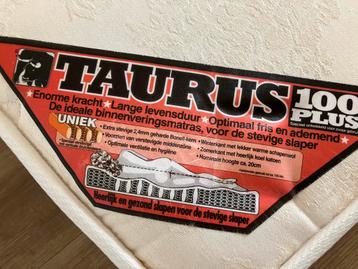 TAURUS
100
PLUS
★Enorme kracht★Lange levensduur★Optimaal fris en ademend
De ideale binnenveringsmatras, voor de stevige slaper
UNIEK
• Extra stevige 2,4mm geharde Bonell-kern
• Voorzien van verstevigde middenzone
• Optimale ventilatie en hygiëne
• Winterkant met lekker warme schapenwol
• Zomerkant met heerlijk koel katoen
• Nominale hoogte ca. 20cm
Heerlijk en gezond slapen voor de stevige slaper